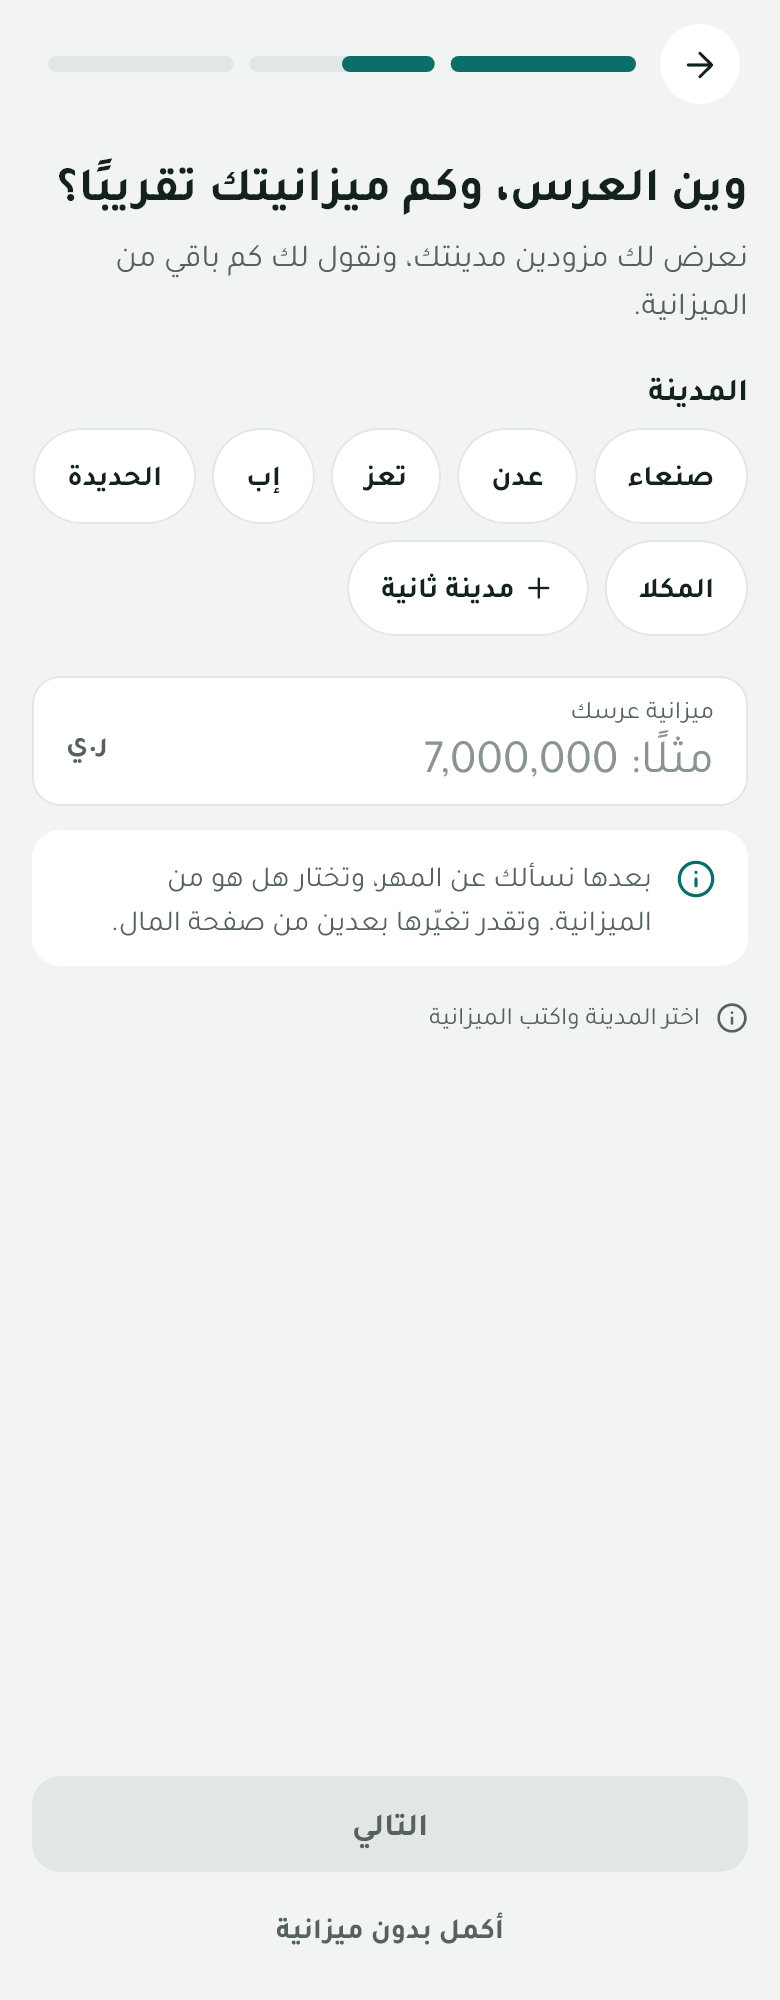 وين العرس، وكم ميزانيتك تقريبًا؟
نعرض لك مزودين مدينتك، ونقول لك كم باقي من
الميزانية.
المدينة
صنعاء
عدن
تعز
إب
الحديدة
المكلا
مدينة ثانية
ميزانية عرسك
مثلًا: 7,000,000
ر.ي
بعدها نسألك عن المهر، وتختار هل هو من
الميزانية. وتقدر تغيّرها بعدين من صفحة المال.
اختر المدينة واكتب الميزانية
التالي
أكمل بدون ميزانية